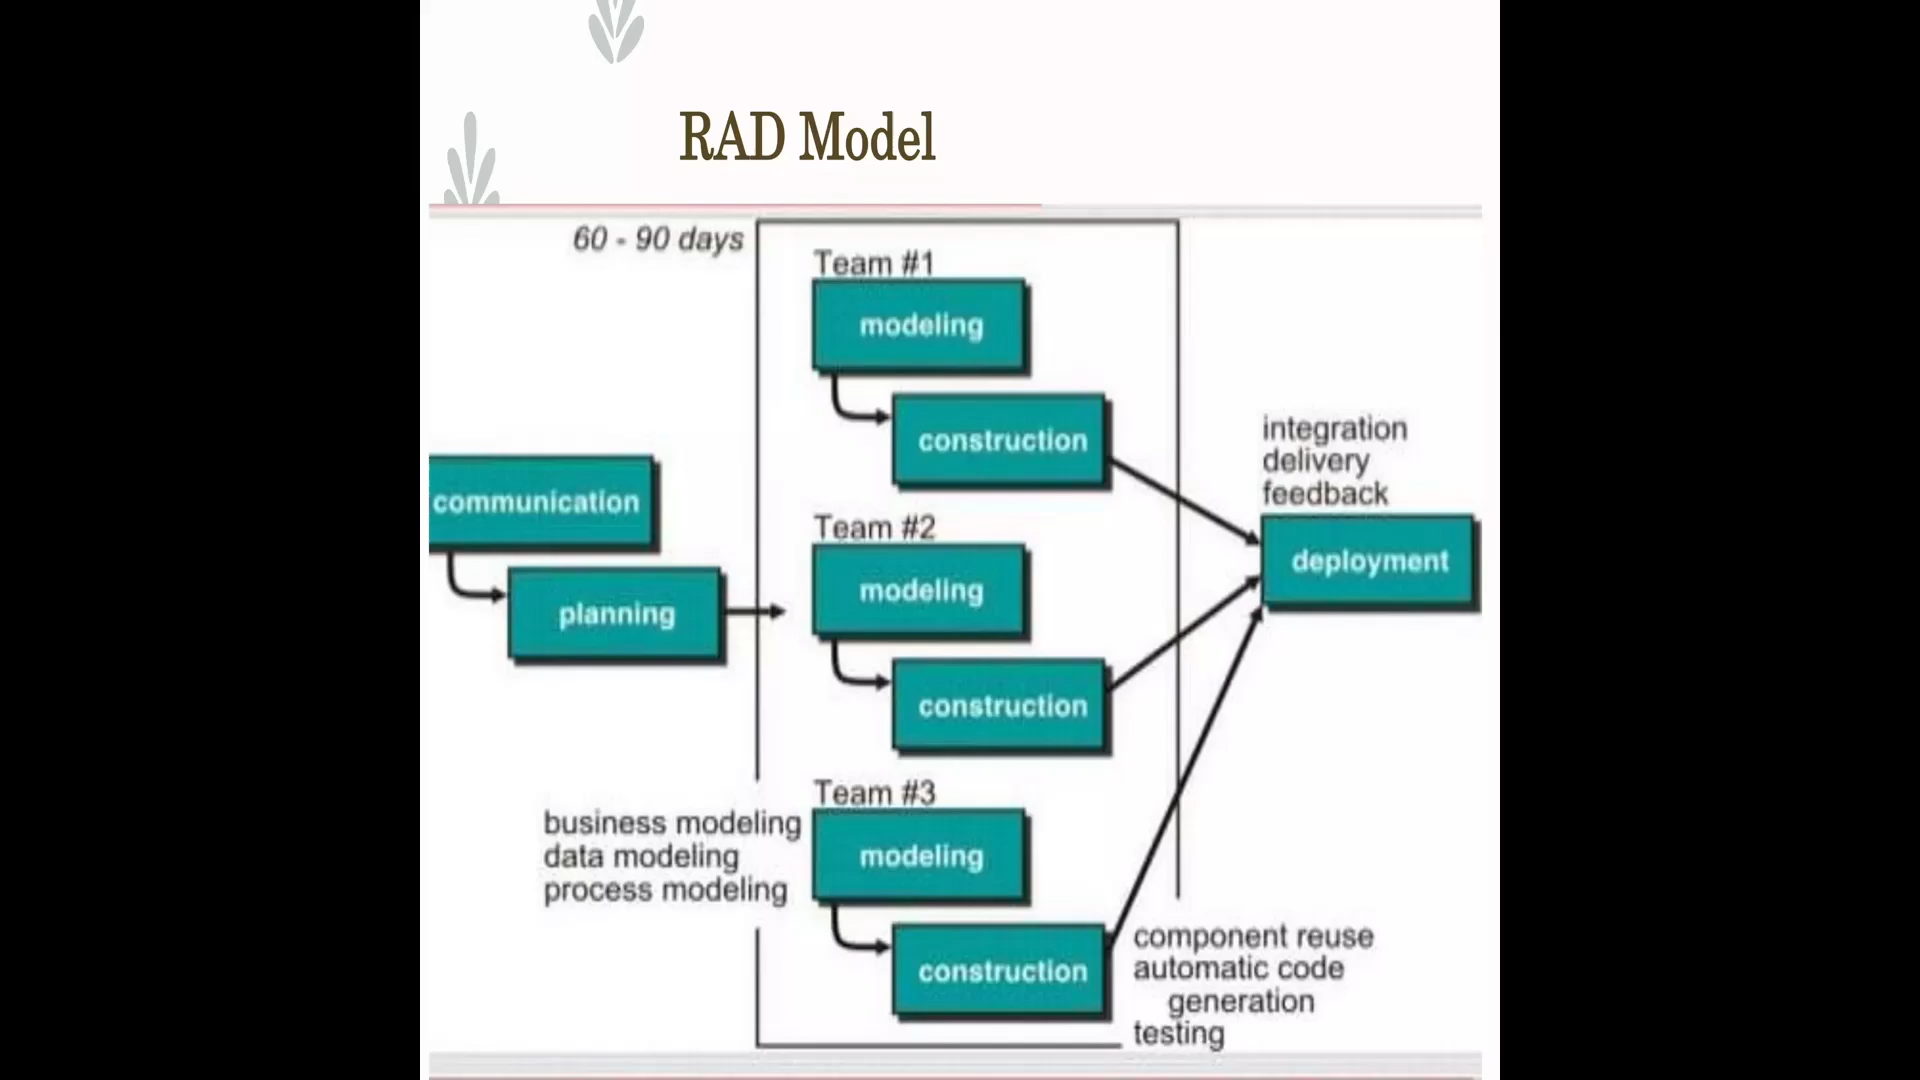 RAD Model
60 - 90 days
Team #1
modeling
construction
communication
planning
Team #2
modeling
construction
Team #3
business modeling
data modeling
process modeling
modeling
construction
component reuse
automatic code
generation
testing
integration
delivery
feedback
deployment